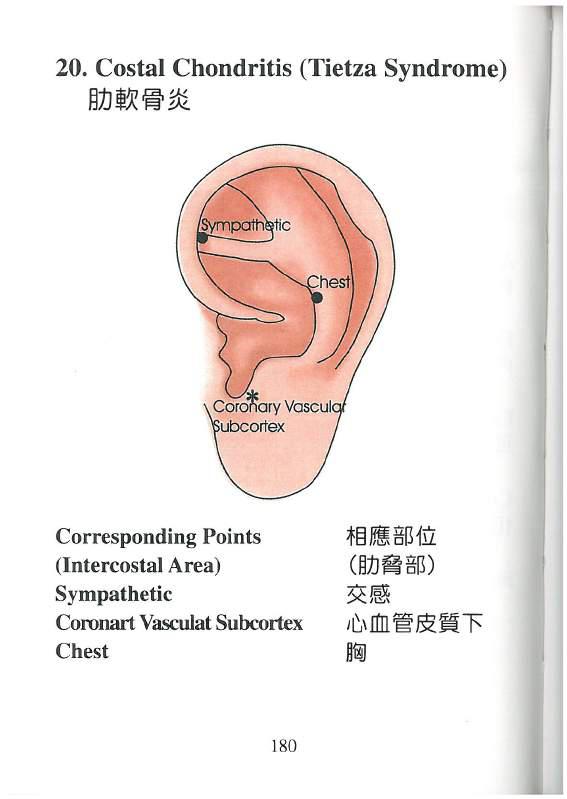 20. Costal Chondritis (Tietza Syndrome)
肋軟骨炎
Sympathetic
Chest
Coronary Vascular
Subcortex
Corresponding Points 相應部位
(Intercostal Area) （肋脅部）
Sympathetic 交感
Coronart Vasculat Subcortex 心血管皮質下
Chest 胸
180